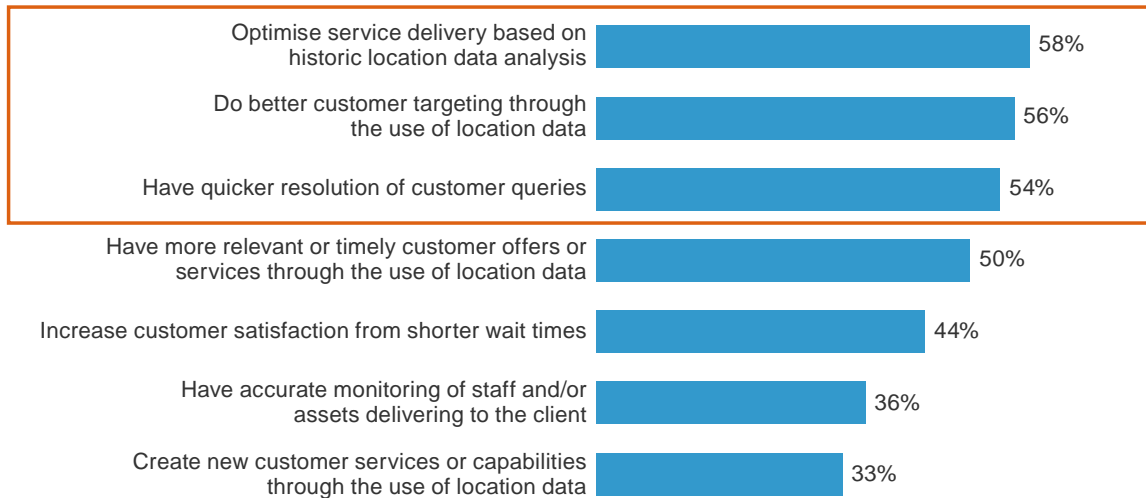 Optimise service delivery based on
historic location data analysis
58%
Do better customer targeting through
the use of location data
56%
Have quicker resolution of customer queries
54%
Have more relevant or timely customer offers or
services through the use of location data
50%
Increase customer satisfaction from shorter wait times
44%
Have accurate monitoring of staff and/or
assets delivering to the client
36%
Create new customer services or capabilities
through the use of location data
33%